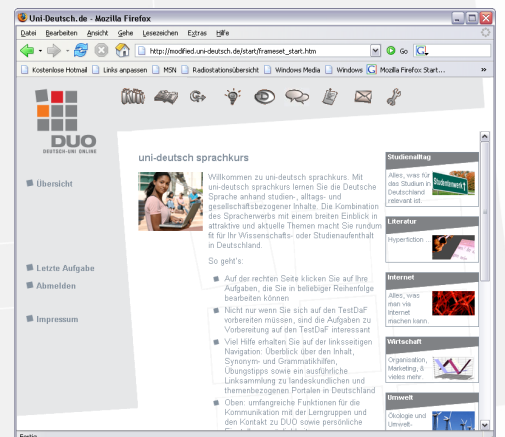 Uni-Deutsch.de - Mozilla Firefox
Datei Bearbeiten Ansicht Gehe Lesezeichen Extras Hilfe
http://modified.uni-deutsch.de/start/frameset_start.htm
Go
Kostenlose Hotmail Links anpassen MSN Radiostationsübersicht Windows Media Windows Mozilla Firefox Start...
DUO
DEUTSCH-UNI ONLINE
Übersicht
Letzte Aufgabe
Abmelden
Impressum
uni-deutsch sprachkurs
Willkommen zu uni-deutsch sprachkurs. Mit
uni-deutsch sprachkurs lernen Sie die Deutsche
Sprache anhand studien-, alltags- und
gesellschaftsbezogener Inhalte. Die Kombination
des Spracherwerbs mit einem breiten Einblick in
attraktive und aktuelle Themen macht Sie rundum
fit für Ihr Wissenschafts- oder Studienaufenthalt
in Deutschland.
So geht's:
Auf der rechten Seite klicken Sie auf Ihre
Aufgaben, die Sie in beliebiger Reihenfolge
bearbeiten können
Nicht nur wenn Sie sich auf den TestDaF
vorbereiten müssen, sind die Aufgaben zu
Vorbereitung auf den TestDaF interessant
Viel Hilfe erhalten Sie auf der linksseitigen
Navigation: Überblick über den Inhalt,
Synonym- und Grammatikhilfen,
Übungstipps sowie ein ausführliche
Linksammlung zu landeskundlichen und
themenbezogenen Portalen in Deutschland
Oben: umfangreiche Funktionen für die
Kommunikation mit der Lerngruppen und
den Kontakt zu DUO sowie persönliche
Studienalltag
Alles, was für
das Studium in
Deutschland
relevant ist.
Studentenwerk
Literatur
Hyperfiction ...
Internet
Alles, was
man via
Internet
machen kann.
Wirtschaft
Organisation,
Marketing, &
vieles mehr.
Umwelt
Ökologie und
Umwelt-
Fertig